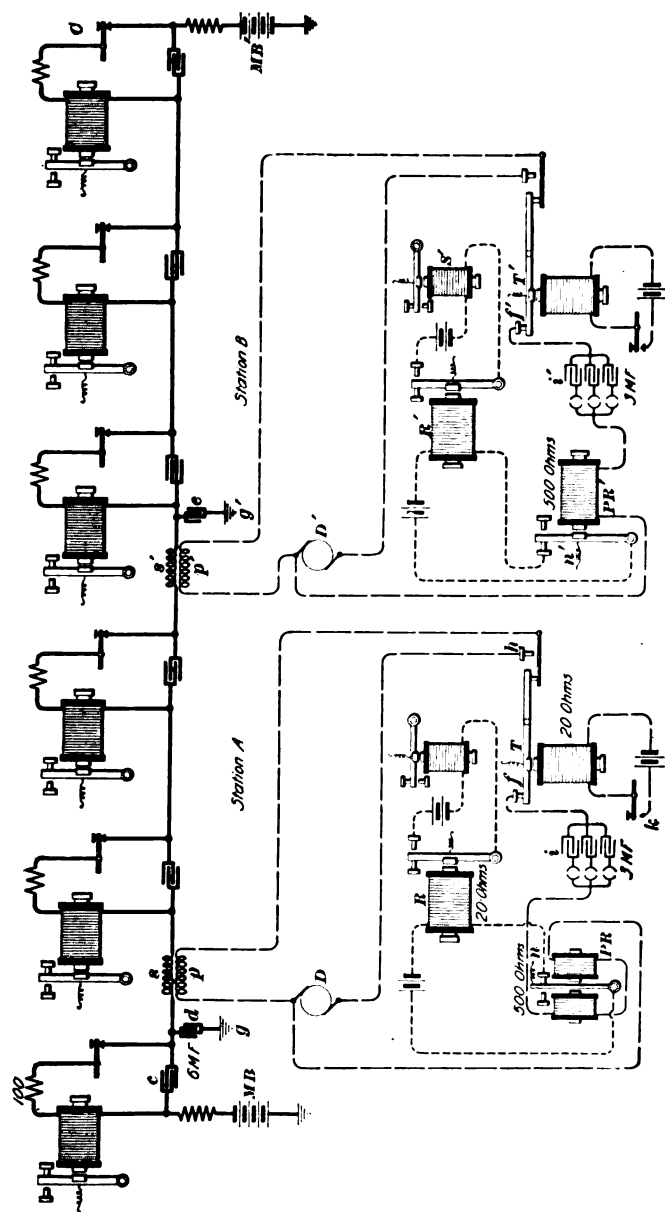 C
MB'
Station B
s'
p
e
g'
D'
R'
S'
f'
T'
i'
3 MF
500 Ohms
PR'
n'
Station A
s
p
d
g
6 MF
c
100
MB
D
h
R
20 Ohms
f
T
20 Ohms
k
i
3 MF
n
500 Ohms
PR